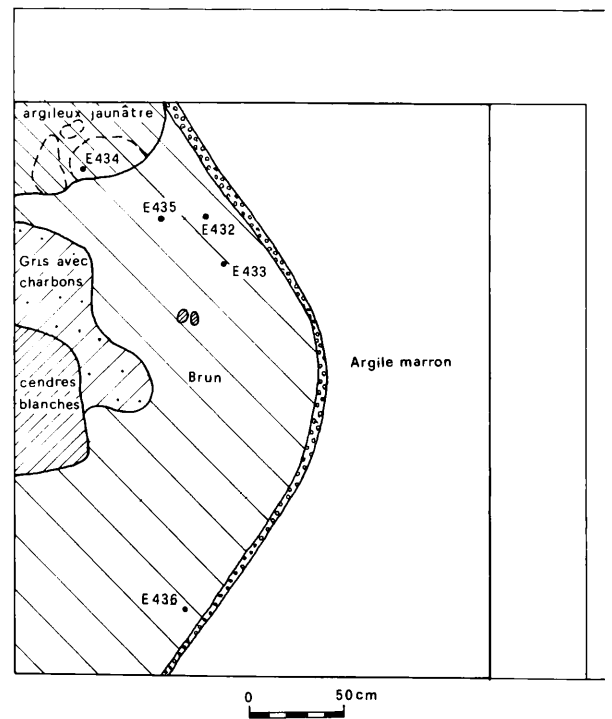 argileux jaunâtre
E434
E435
E432
E433
Gris avec
charbons
cendres
blanches
Brun
Argile marron
E436
0 50cm